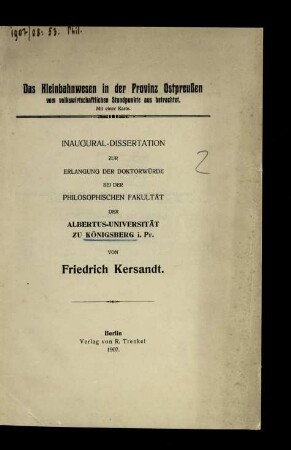 1907/08: 53. Phil.
Das Kleinbahnwesen in der Provinz Ostpreußen
vom volkswirtschaftlichen Standpunkte aus betrachtet.
Mit einer Karte.
INAUGURAL-DISSERTATION
ZUR
ERLANGUNG DER DOKTORWÜRDE
BEI DER
PHILOSOPHISCHEN FAKULTÄT
DER
ALBERTUS-UNIVERSITÄT
ZU KÖNIGSBERG i. Pr.
VON
Friedrich Kersandt.
2
Berlin
Verlag von R. Trenkel
1907.